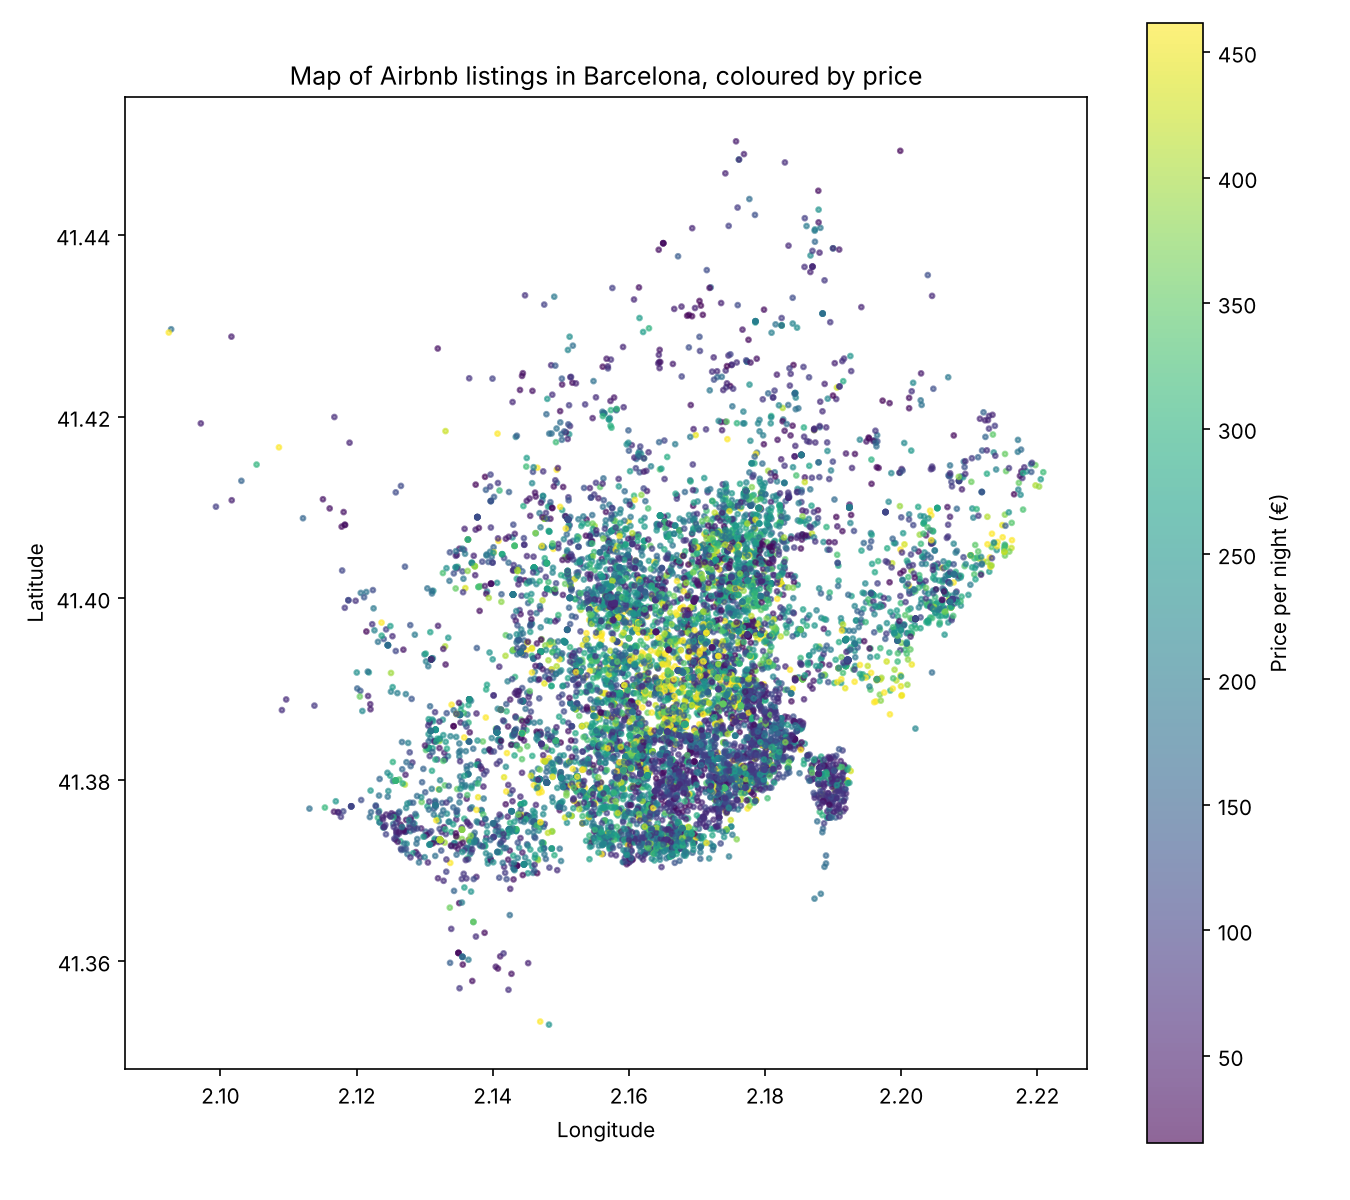 Map of Airbnb listings in Barcelona, coloured by price
450
400
350
300
250
200
150
100
50
Price per night (€)
41.44
41.42
41.40
41.38
41.36
Latitude
2.10 2.12 2.14 2.16 2.18 2.20 2.22
Longitude